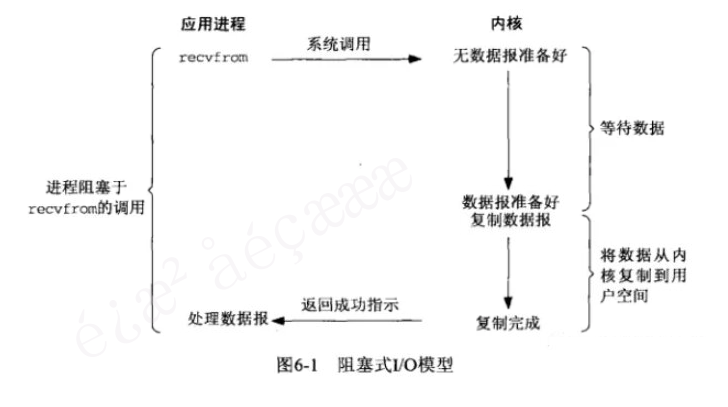 应用进程
内核
recvfrom
系统调用
无数据报准备好
等待数据
进程阻塞于
recvfrom的调用
数据报准备好
复制数据报
将数据从内
核复制到用
户空间
处理数据报
返回成功指示
复制完成
图6-1 阻塞式I/O模型
é¿æ²åéçæææ